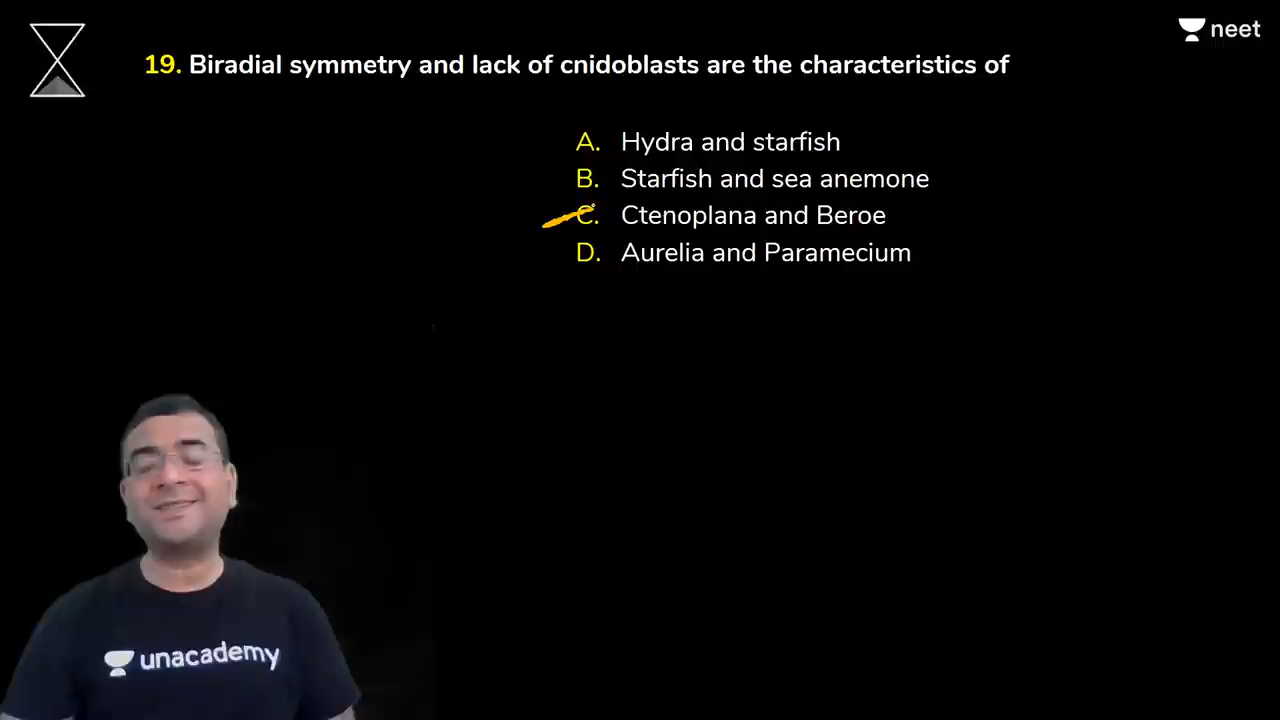 neet
19. Biradial symmetry and lack of cnidoblasts are the characteristics of
A. Hydra and starfish
B. Starfish and sea anemone
C. Ctenoplana and Beroe
D. Aurelia and Paramecium
unacademy